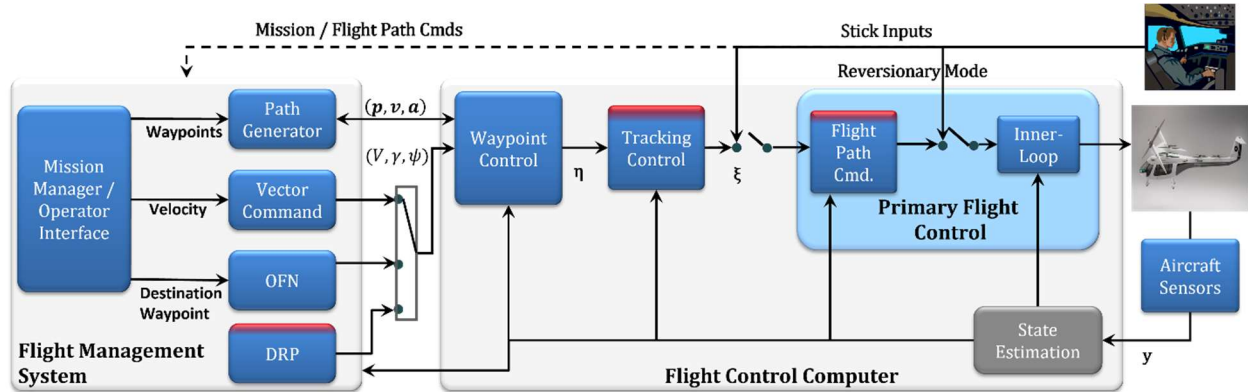 Mission / Flight Path Cmds
Stick Inputs
Reversionary Mode
Mission
Manager /
Operator
Interface
Waypoints
Velocity
Destination
Waypoint
Path
Generator
Vector
Command
OFN
DRP
Flight Management
System
(p, v, a)
(V, γ, ψ)
Waypoint
Control
η
Tracking
Control
ξ
Flight
Path
Cmd.
Inner-
Loop
Primary Flight
Control
Aircraft
Sensors
State
Estimation
y
Flight Control Computer